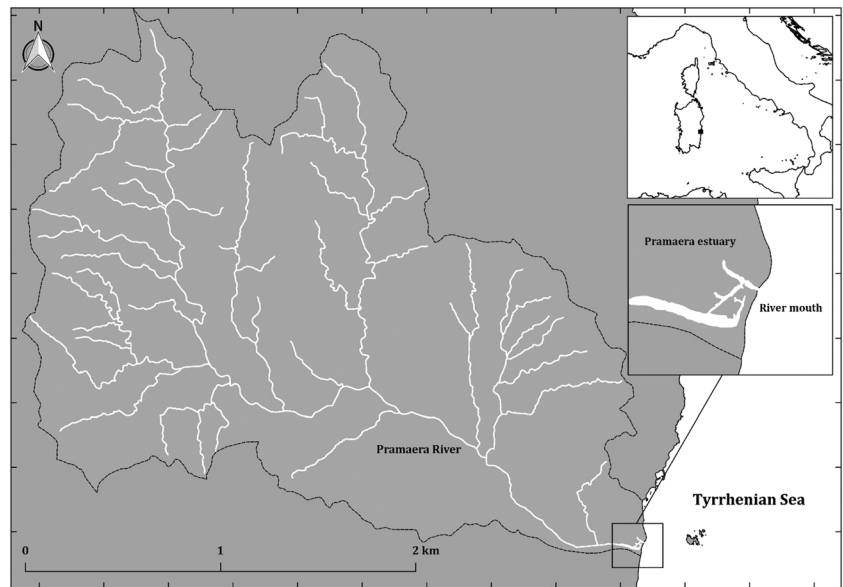 N
Pramaera estuary
River mouth
Pramaera River
Tyrrhenian Sea
0 1 2 km